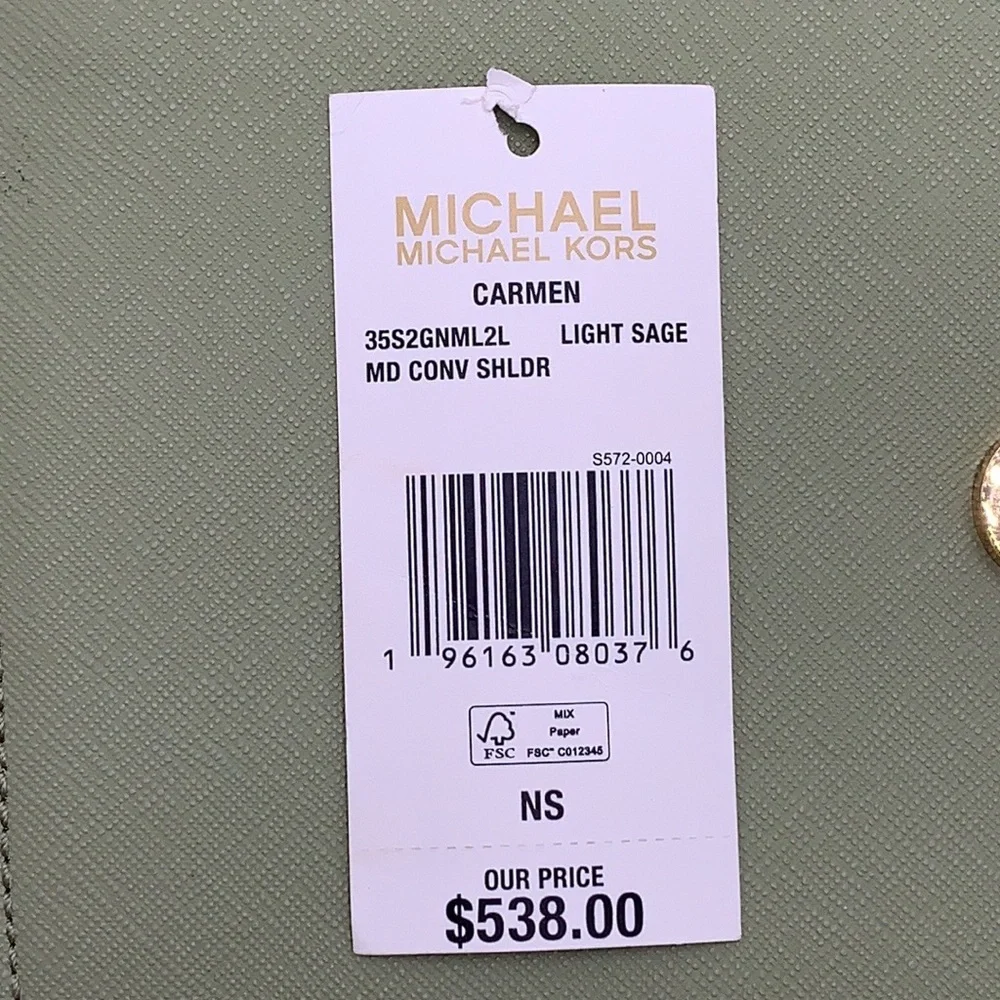 MICHAEL
MICHAEL KORS
CARMEN
35S2GNML2L LIGHT SAGE
MD CONV SHLDR
S572-0004
1 96163 08037 6
MIX
Paper
FSC FSC™ C012345
NS
OUR PRICE
$538.00